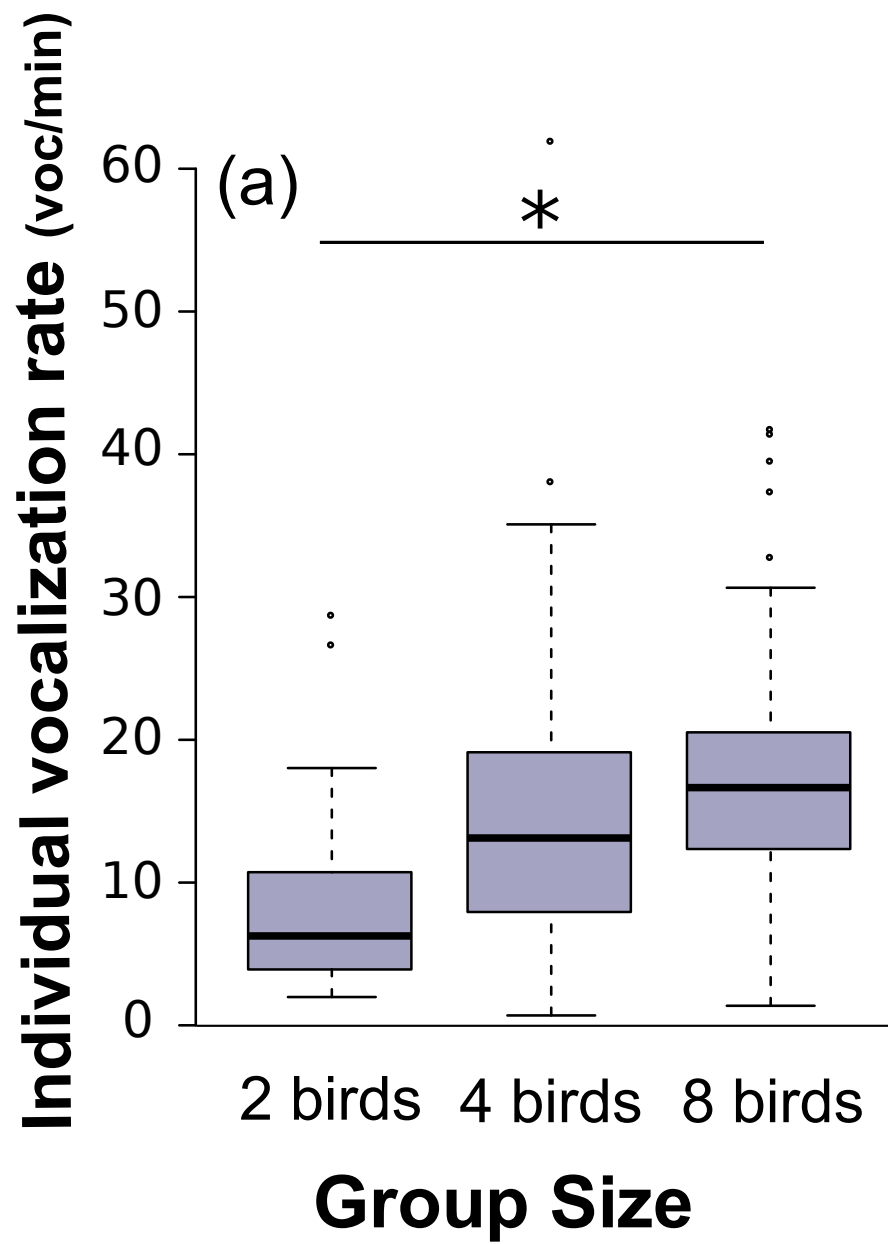 Individual vocalization rate (voc/min)
(a)
*
60
50
40
30
20
10
0
2 birds 4 birds 8 birds
Group Size